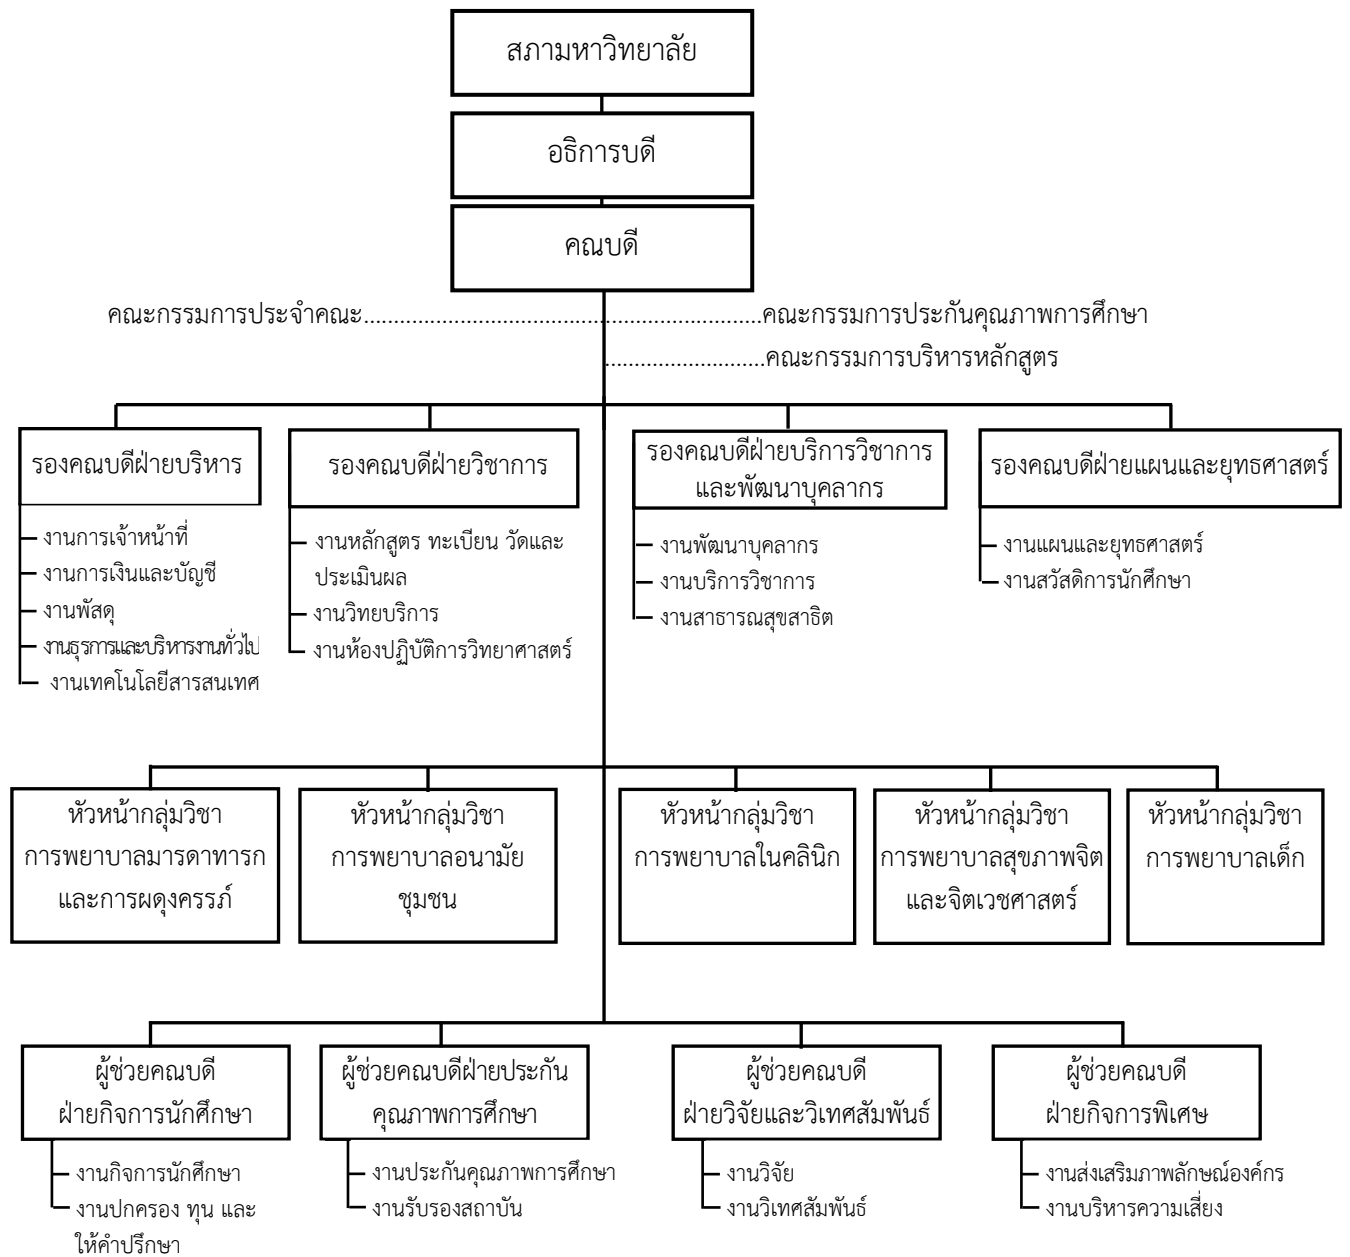 สภามหาวิทยาลัย
อธิการบดี
คณบดี
คณะกรรมการประจำคณะ.............................................................คณะกรรมการประกันคุณภาพการศึกษา
.........................คณะกรรมการบริหารหลักสูตร
รองคณบดีฝ่ายบริหาร
งานการเจ้าหน้าที่
งานการเงินและบัญชี
งานพัสดุ
งานธุรการและบริหารงานทั่วไป
งานเทคโนโลยีสารสนเทศ
รองคณบดีฝ่ายวิชาการ
งานหลักสูตร ทะเบียน วัดและ
ประเมินผล
งานวิทยบริการ
งานห้องปฏิบัติการวิทยาศาสตร์
รองคณบดีฝ่ายบริการวิชาการ
และพัฒนาบุคลากร
งานพัฒนาบุคลากร
งานบริการวิชาการ
งานสาธารณสุขสาธิต
รองคณบดีฝ่ายแผนและยุทธศาสตร์
งานแผนและยุทธศาสตร์
งานสวัสดิการนักศึกษา
หัวหน้ากลุ่มวิชา
การพยาบาลมารดาทารก
และการผดุงครรภ์
หัวหน้ากลุ่มวิชา
การพยาบาลอนามัย
ชุมชน
หัวหน้ากลุ่มวิชา
การพยาบาลในคลินิก
หัวหน้ากลุ่มวิชา
การพยาบาลสุขภาพจิต
และจิตเวชศาสตร์
หัวหน้ากลุ่มวิชา
การพยาบาลเด็ก
ผู้ช่วยคณบดี
ฝ่ายกิจการนักศึกษา
งานกิจการนักศึกษา
งานปกครอง ทุน และ
ให้คำปรึกษา
ผู้ช่วยคณบดีฝ่ายประกัน
คุณภาพการศึกษา
งานประกันคุณภาพการศึกษา
งานรับรองสถาบัน
ผู้ช่วยคณบดี
ฝ่ายวิจัยและวิเทศสัมพันธ์
งานวิจัย
งานวิเทศสัมพันธ์
ผู้ช่วยคณบดี
ฝ่ายกิจการพิเศษ
งานส่งเสริมภาพลักษณ์องค์กร
งานบริหารความเสี่ยง